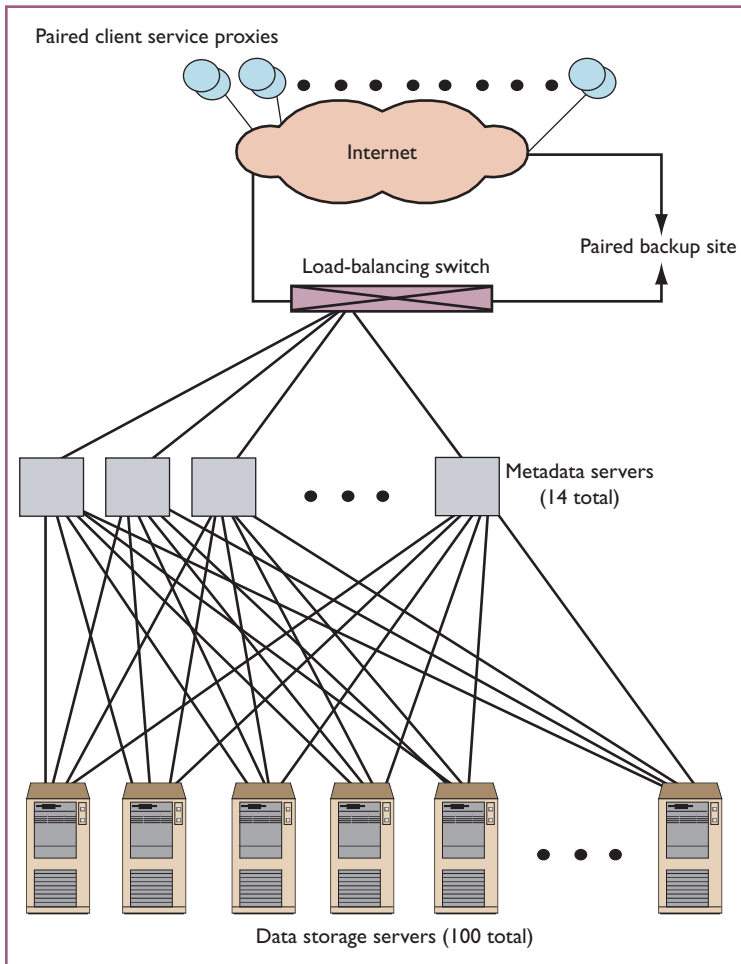 Paired client service proxies
Internet
Paired backup site
Load-balancing switch
Metadata servers
(14 total)
Data storage servers (100 total)